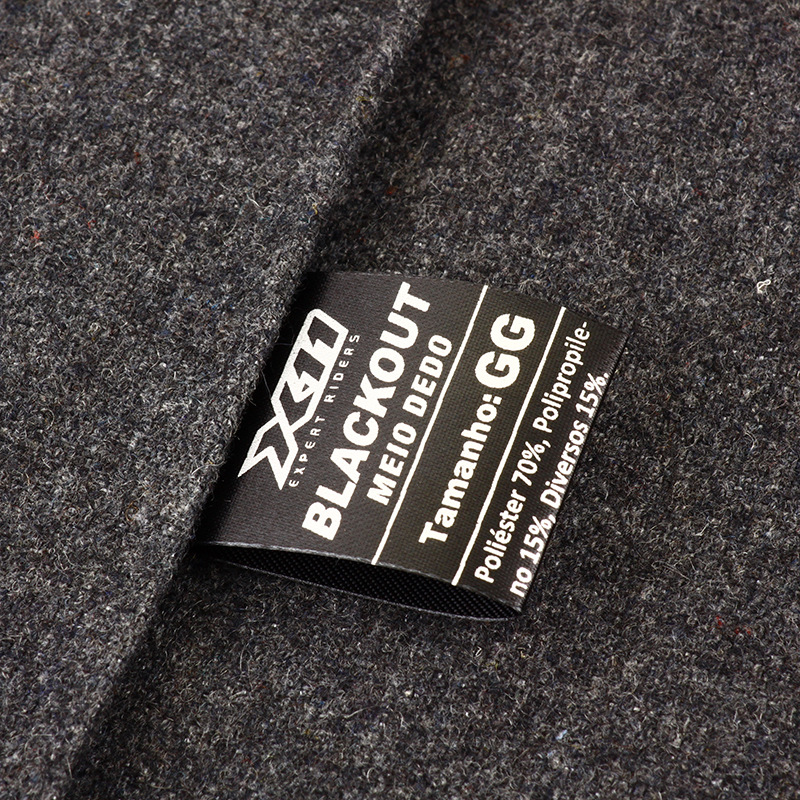 X11
EXPERT RIDERS
BLACKOUT
MEIO DEDO
Tamanho: GG
Poliéster 70%, Polipropile-
no 15%, Diversos 15%.